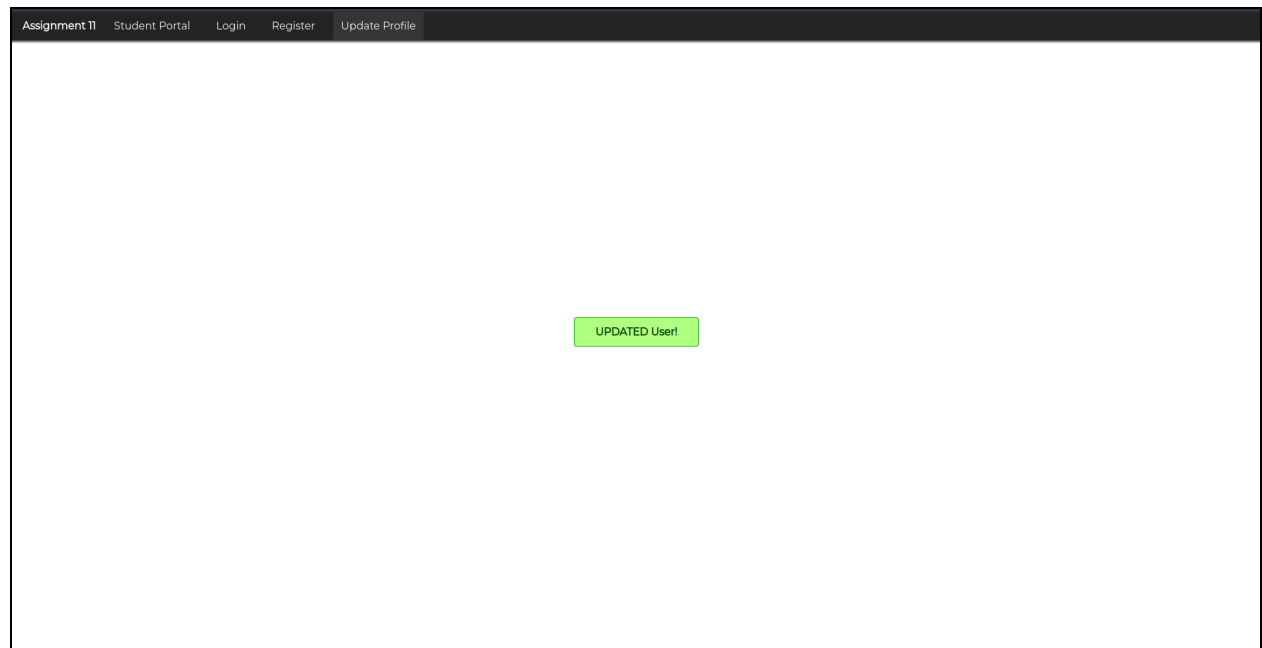 Assignment 11 Student Portal Login Register Update Profile
UPDATED User!